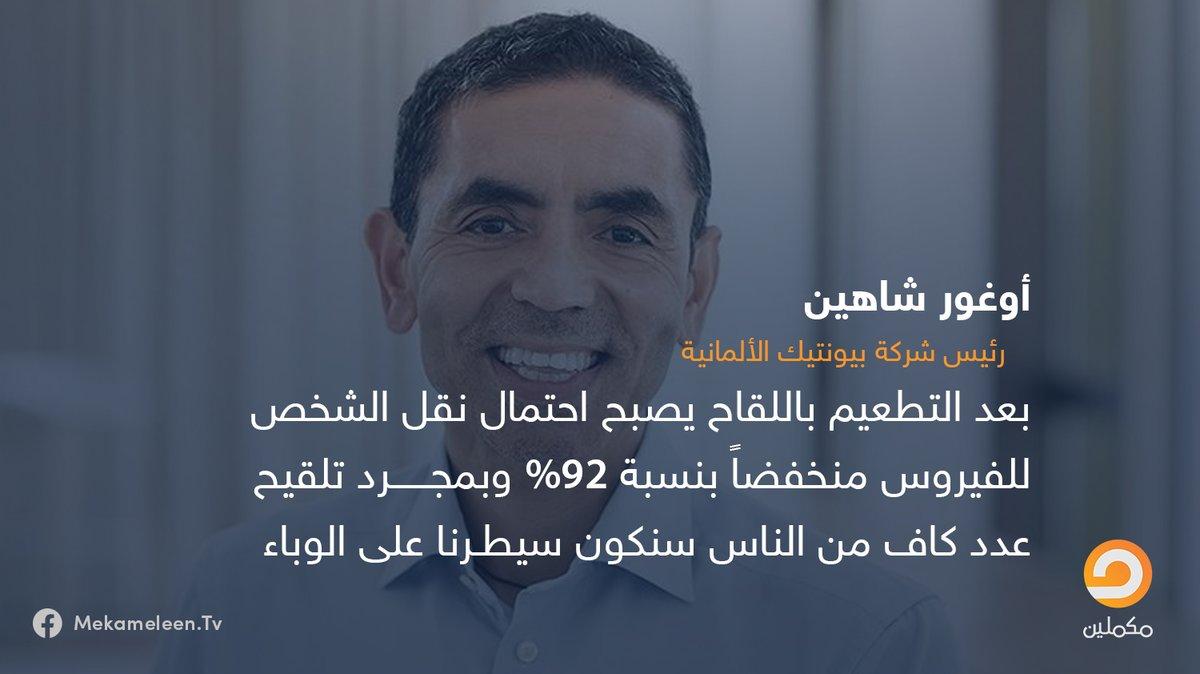 أوغور شاهين
رئيس شركة بيونتيك الألمانية
بعد التطعيم باللقاح يصبح احتمال نقل الشخص
للفيروس منخفضاً بنسبة 92% وبمجـــرد تلقيح
عدد كاف من الناس سنكون سيطرنا على الوباء
مكملين
Mekameleen.Tv